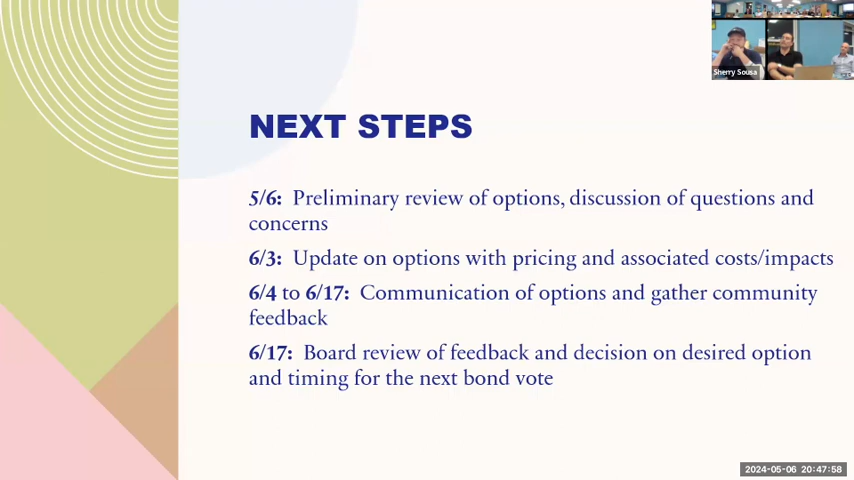 Sherry Sousa
NEXT STEPS
5/6: Preliminary review of options, discussion of questions and
concerns
6/3: Update on options with pricing and associated costs/impacts
6/4 to 6/17: Communication of options and gather community
feedback
6/17: Board review of feedback and decision on desired option
and timing for the next bond vote
2024-05-06 20:47:58